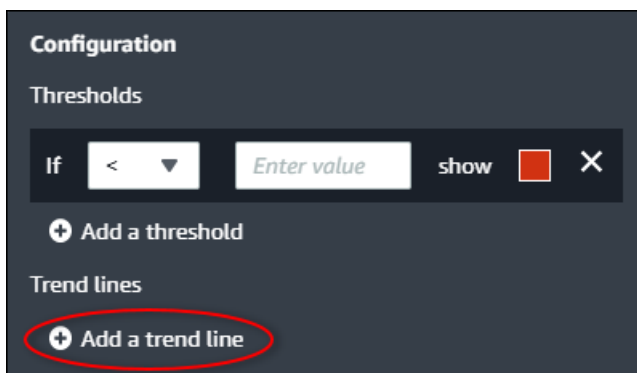 Configuration
Thresholds
If < Enter value show
Add a threshold
Trend lines
Add a trend line